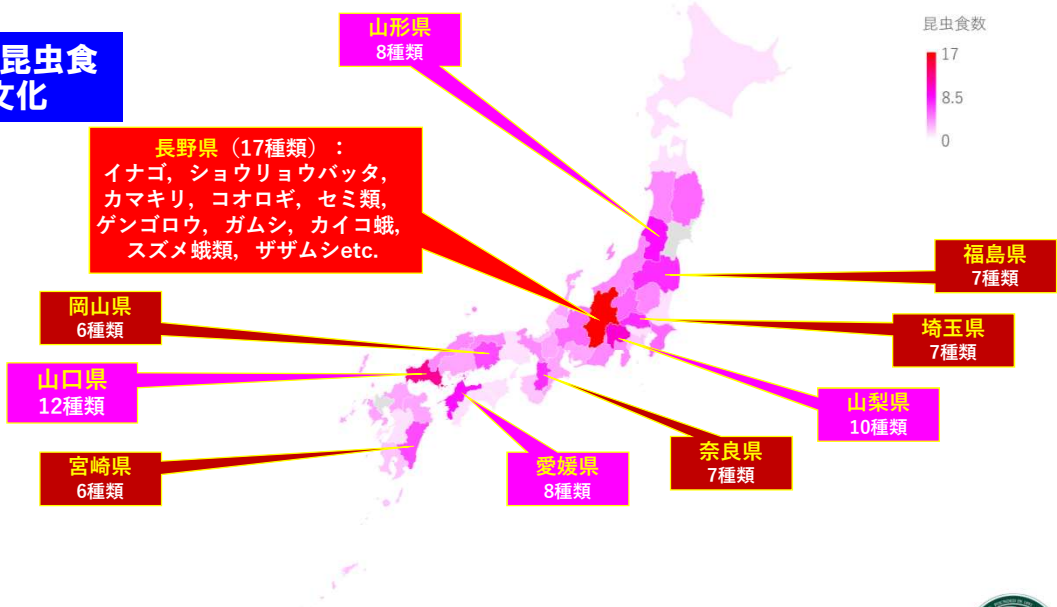 昆虫食
文化
山形県
8種類
昆虫食数
17
8.5
0
長野県（17種類）：
イナゴ，ショウリョウバッタ，
カマキリ，コオロギ，セミ類，
ゲンゴロウ，ガムシ，カイコ蛾，
スズメ蛾類，ザザムシetc.
福島県
7種類
岡山県
6種類
埼玉県
7種類
山口県
12種類
山梨県
10種類
奈良県
7種類
宮崎県
6種類
愛媛県
8種類